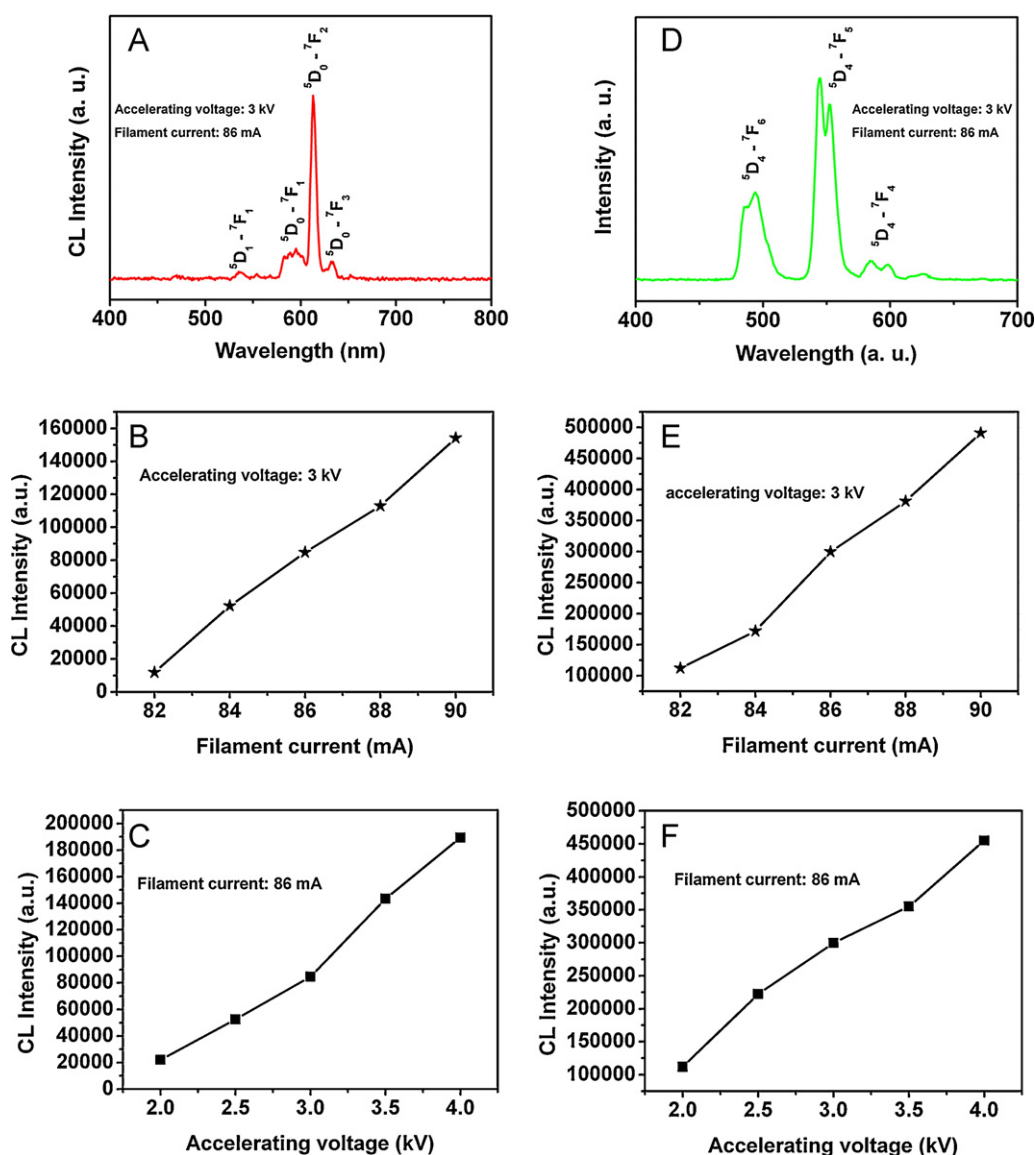 A
CL Intensity (a. u.)
Accelerating voltage: 3 kV
Filament current: 86 mA
⁵D₁ - ⁷F₁
⁵D₀ - ⁷F₁
⁵D₀ - ⁷F₂
⁵D₀ - ⁷F₃
400 500 600 700 800
Wavelength (nm)
D
Intensity (a. u.)
⁵D₄ - ⁷F₆
⁵D₄ - ⁷F₅
⁵D₄ - ⁷F₄
Accelerating voltage: 3 kV
Filament current: 86 mA
400 500 600 700
Wavelength (a. u.)
B
CL Intensity (a.u.)
160000
140000
120000
100000
80000
60000
40000
20000
0
Accelerating voltage: 3 kV
82 84 86 88 90
Filament current (mA)
E
CL Intensity (a.u.)
500000
450000
400000
350000
300000
250000
200000
150000
100000
accelerating voltage: 3 kV
82 84 86 88 90
Filament current (mA)
C
CL Intensity (a.u.)
200000
180000
160000
140000
120000
100000
80000
60000
40000
20000
0
Filament current: 86 mA
2.0 2.5 3.0 3.5 4.0
Accelerating voltage (kV)
F
CL Intensity (a.u.)
500000
450000
400000
350000
300000
250000
200000
150000
100000
Filament current: 86 mA
2.0 2.5 3.0 3.5 4.0
Accelerating voltage (kV)